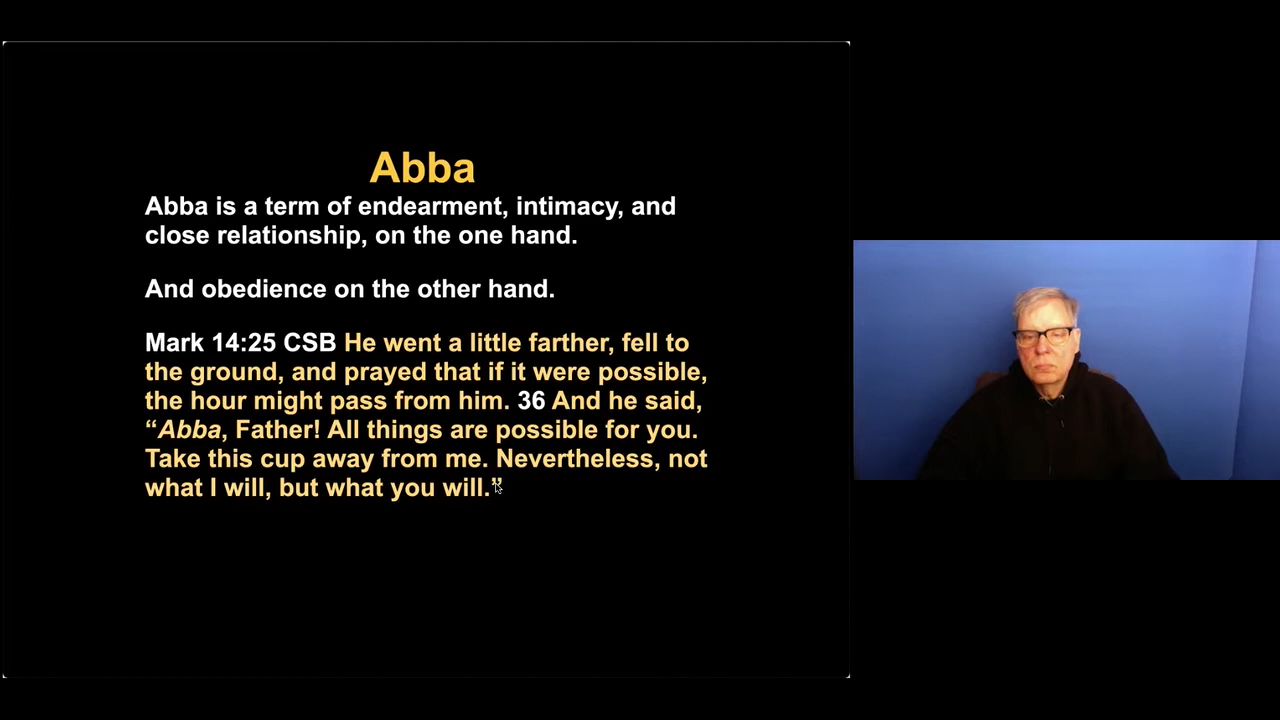 Abba
Abba is a term of endearment, intimacy, and
close relationship, on the one hand.
And obedience on the other hand.
Mark 14:25 CSB He went a little farther, fell to
the ground, and prayed that if it were possible,
the hour might pass from him. 36 And he said,
“Abba, Father! All things are possible for you.
Take this cup away from me. Nevertheless, not
what I will, but what you will.”